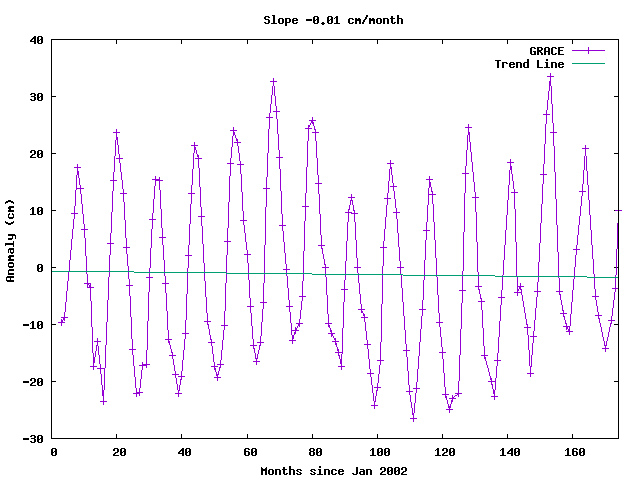 Slope -0.01 cm/month
GRACE
Trend Line
Anomaly (cm)
40
30
20
10
0
-10
-20
-30
0 20 40 60 80 100 120 140 160
Months since Jan 2002